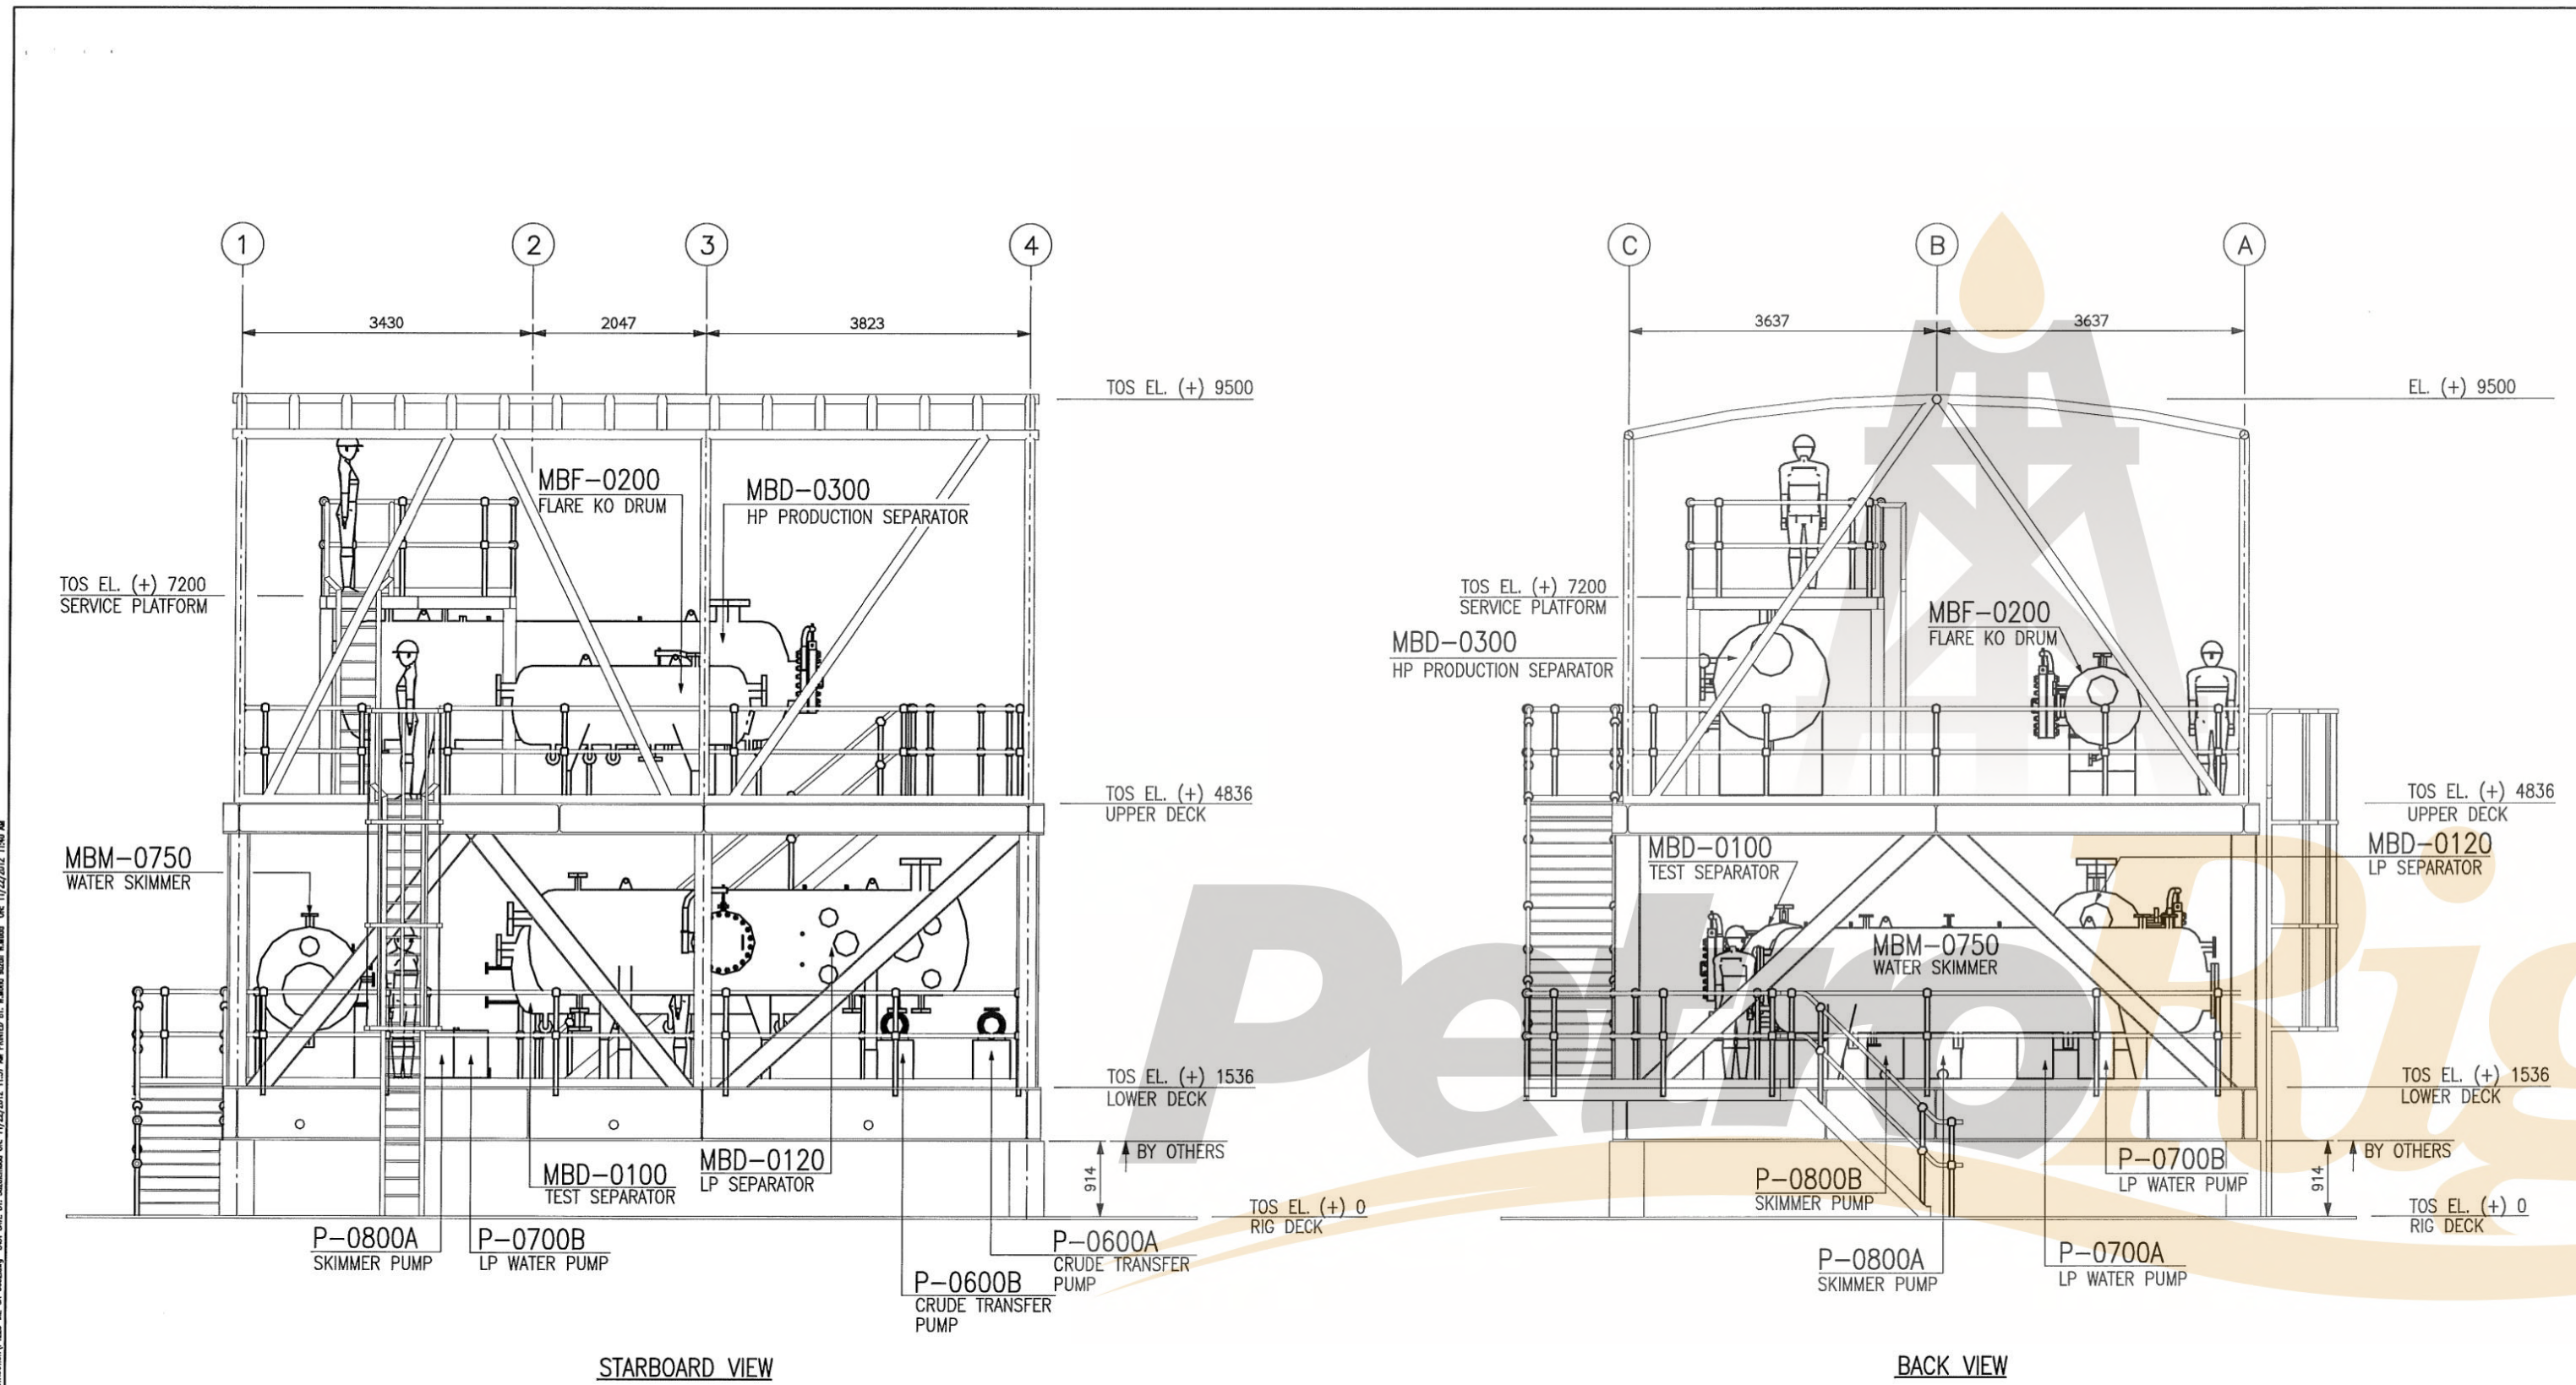 1
2
3
4
3430
2047
3823
TOS EL. (+) 9500
MBF-0200
FLARE KO DRUM
MBD-0300
HP PRODUCTION SEPARATOR
TOS EL. (+) 7200
SERVICE PLATFORM
TOS EL. (+) 4836
UPPER DECK
MBM-0750
WATER SKIMMER
TOS EL. (+) 1536
LOWER DECK
BY OTHERS
914
MBD-0100
TEST SEPARATOR
MBD-0120
LP SEPARATOR
TOS EL. (+) 0
RIG DECK
P-0800A
SKIMMER PUMP
P-0700B
LP WATER PUMP
P-0600A
CRUDE TRANSFER
PUMP
P-0600B
CRUDE TRANSFER
PUMP
STARBOARD VIEW
C
B
A
3637
3637
EL. (+) 9500
TOS EL. (+) 7200
SERVICE PLATFORM
MBD-0300
HP PRODUCTION SEPARATOR
MBF-0200
FLARE KO DRUM
TOS EL. (+) 4836
UPPER DECK
MBD-0100
TEST SEPARATOR
MBD-0120
LP SEPARATOR
MBM-0750
WATER SKIMMER
TOS EL. (+) 1536
LOWER DECK
BY OTHERS
914
P-0800B
SKIMMER PUMP
P-0700B
LP WATER PUMP
TOS EL. (+) 0
RIG DECK
P-0800A
SKIMMER PUMP
P-0700A
LP WATER PUMP
BACK VIEW
PetroRig